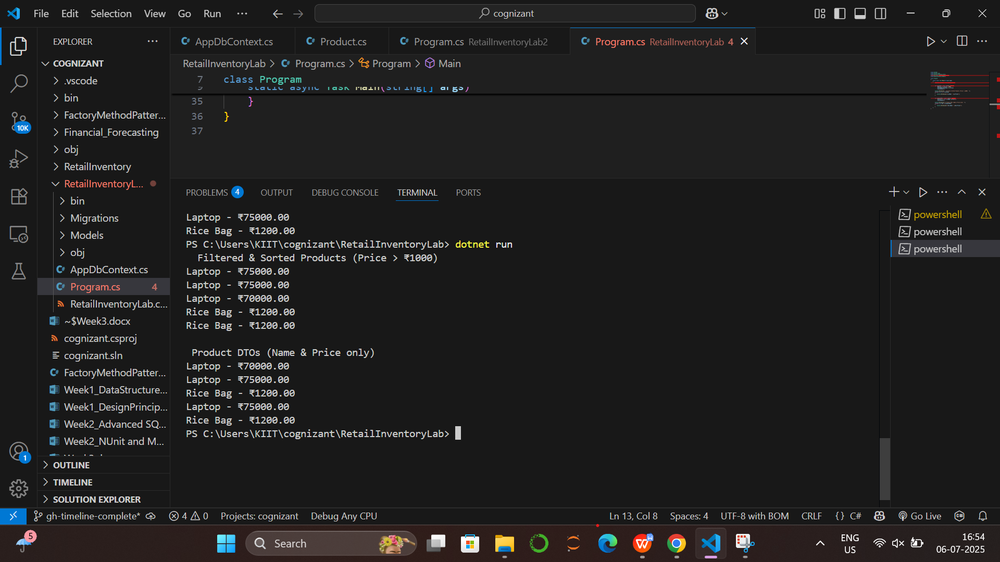 File Edit Selection View Go Run ···
cognizant
EXPLORER ···
COGNIZANT
.vscode
bin
FactoryMethodPatter...
Financial_Forecasting
obj
RetailInventory
RetailInventoryL...
bin
Migrations
Models
obj
AppDbContext.cs
Program.cs 4
RetailInventoryLab.c...
~$Week3.docx
cognizant.csproj
cognizant.sln
FactoryMethodPatter...
Week1_DataStructure...
Week1_DesignPrincip...
Week2_Advanced SQ...
Week2_NUnit and M...
OUTLINE
TIMELINE
SOLUTION EXPLORER
10K
1
AppDbContext.cs Product.cs Program.cs RetailInventoryLab2 Program.cs RetailInventoryLab 4
RetailInventoryLab > Program.cs > Program > Main
7 class Program
9 static async Task Main(string[] args)
35 }
36 }
37
PROBLEMS 4 OUTPUT DEBUG CONSOLE TERMINAL PORTS
Laptop - ₹75000.00
Rice Bag - ₹1200.00
PS C:\Users\KIIT\cognizant\RetailInventoryLab> dotnet run
Filtered & Sorted Products (Price > ₹1000)
Laptop - ₹75000.00
Laptop - ₹75000.00
Laptop - ₹70000.00
Rice Bag - ₹1200.00
Rice Bag - ₹1200.00
Product DTOs (Name & Price only)
Laptop - ₹70000.00
Laptop - ₹75000.00
Rice Bag - ₹1200.00
Laptop - ₹75000.00
Rice Bag - ₹1200.00
PS C:\Users\KIIT\cognizant\RetailInventoryLab>
powershell
powershell
powershell
gh-timeline-complete* 4 0 Projects: cognizant Debug Any CPU Ln 13, Col 8 Spaces: 4 UTF-8 with BOM CRLF {} C# Go Live
5
Search
ENG
US
16:54
06-07-2025